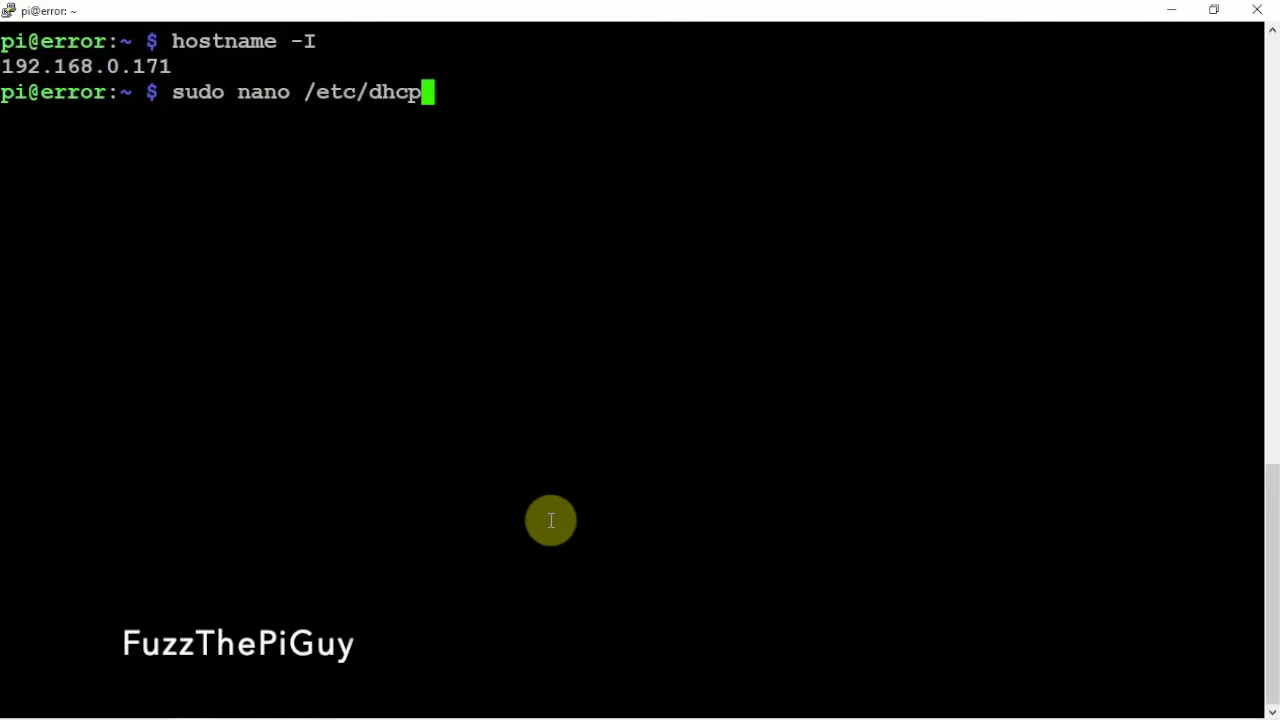 pi@error: ~
pi@error:~ $ hostname -I
192.168.0.171
pi@error:~ $ sudo nano /etc/dhcp
FuzzThePiGuy